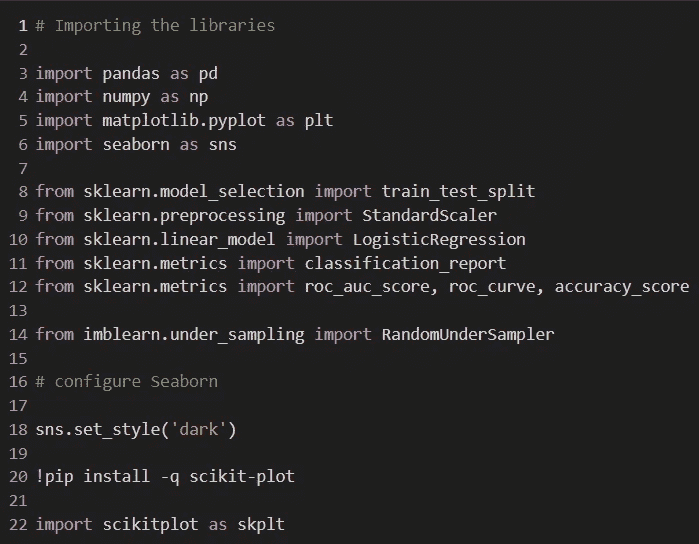 1 # Importing the libraries
2
3 import pandas as pd
4 import numpy as np
5 import matplotlib.pyplot as plt
6 import seaborn as sns
7
8 from sklearn.model_selection import train_test_split
9 from sklearn.preprocessing import StandardScaler
10 from sklearn.linear_model import LogisticRegression
11 from sklearn.metrics import classification_report
12 from sklearn.metrics import roc_auc_score, roc_curve, accuracy_score
13
14 from imblearn.under_sampling import RandomUnderSampler
15
16 # configure Seaborn
17
18 sns.set_style('dark')
19
20 !pip install -q scikit-plot
21
22 import scikitplot as skplt